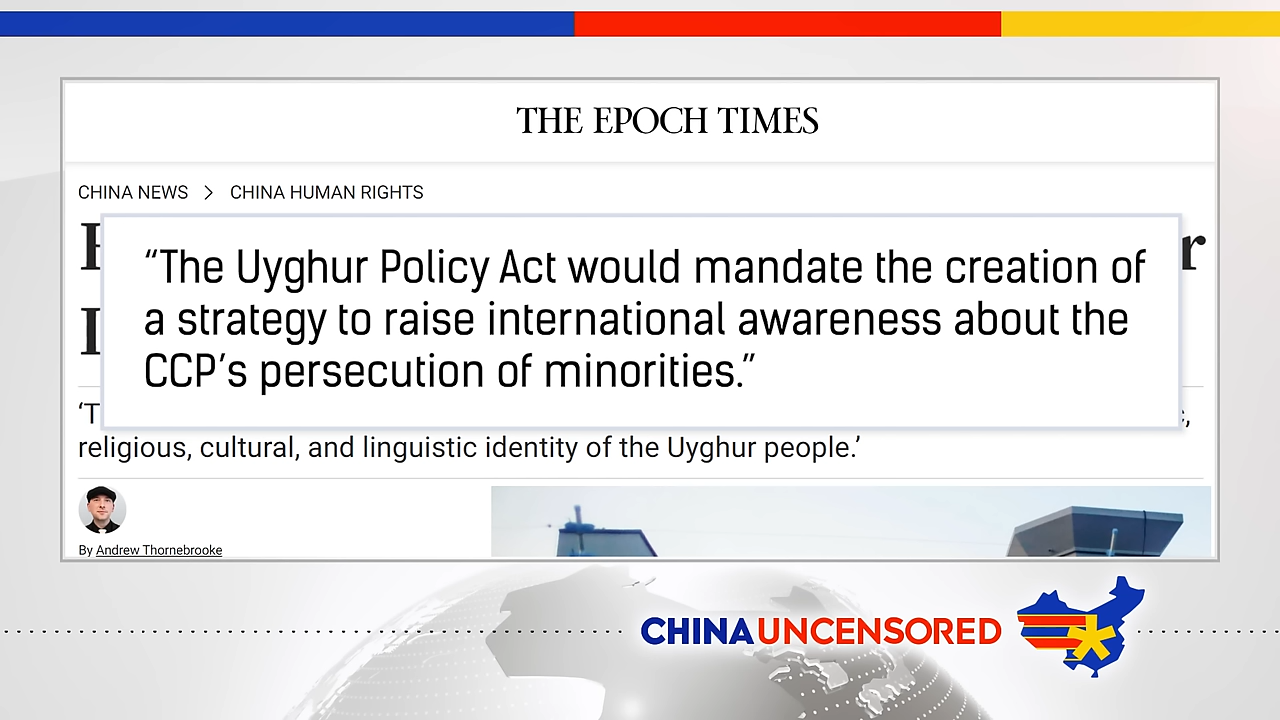 THE EPOCH TIMES
CHINA NEWS > CHINA HUMAN RIGHTS
“The Uyghur Policy Act would mandate the creation of
a strategy to raise international awareness about the
CCP’s persecution of minorities.”
religious, cultural, and linguistic identity of the Uyghur people.’
By Andrew Thornebrooke
CHINA UNCENSORED